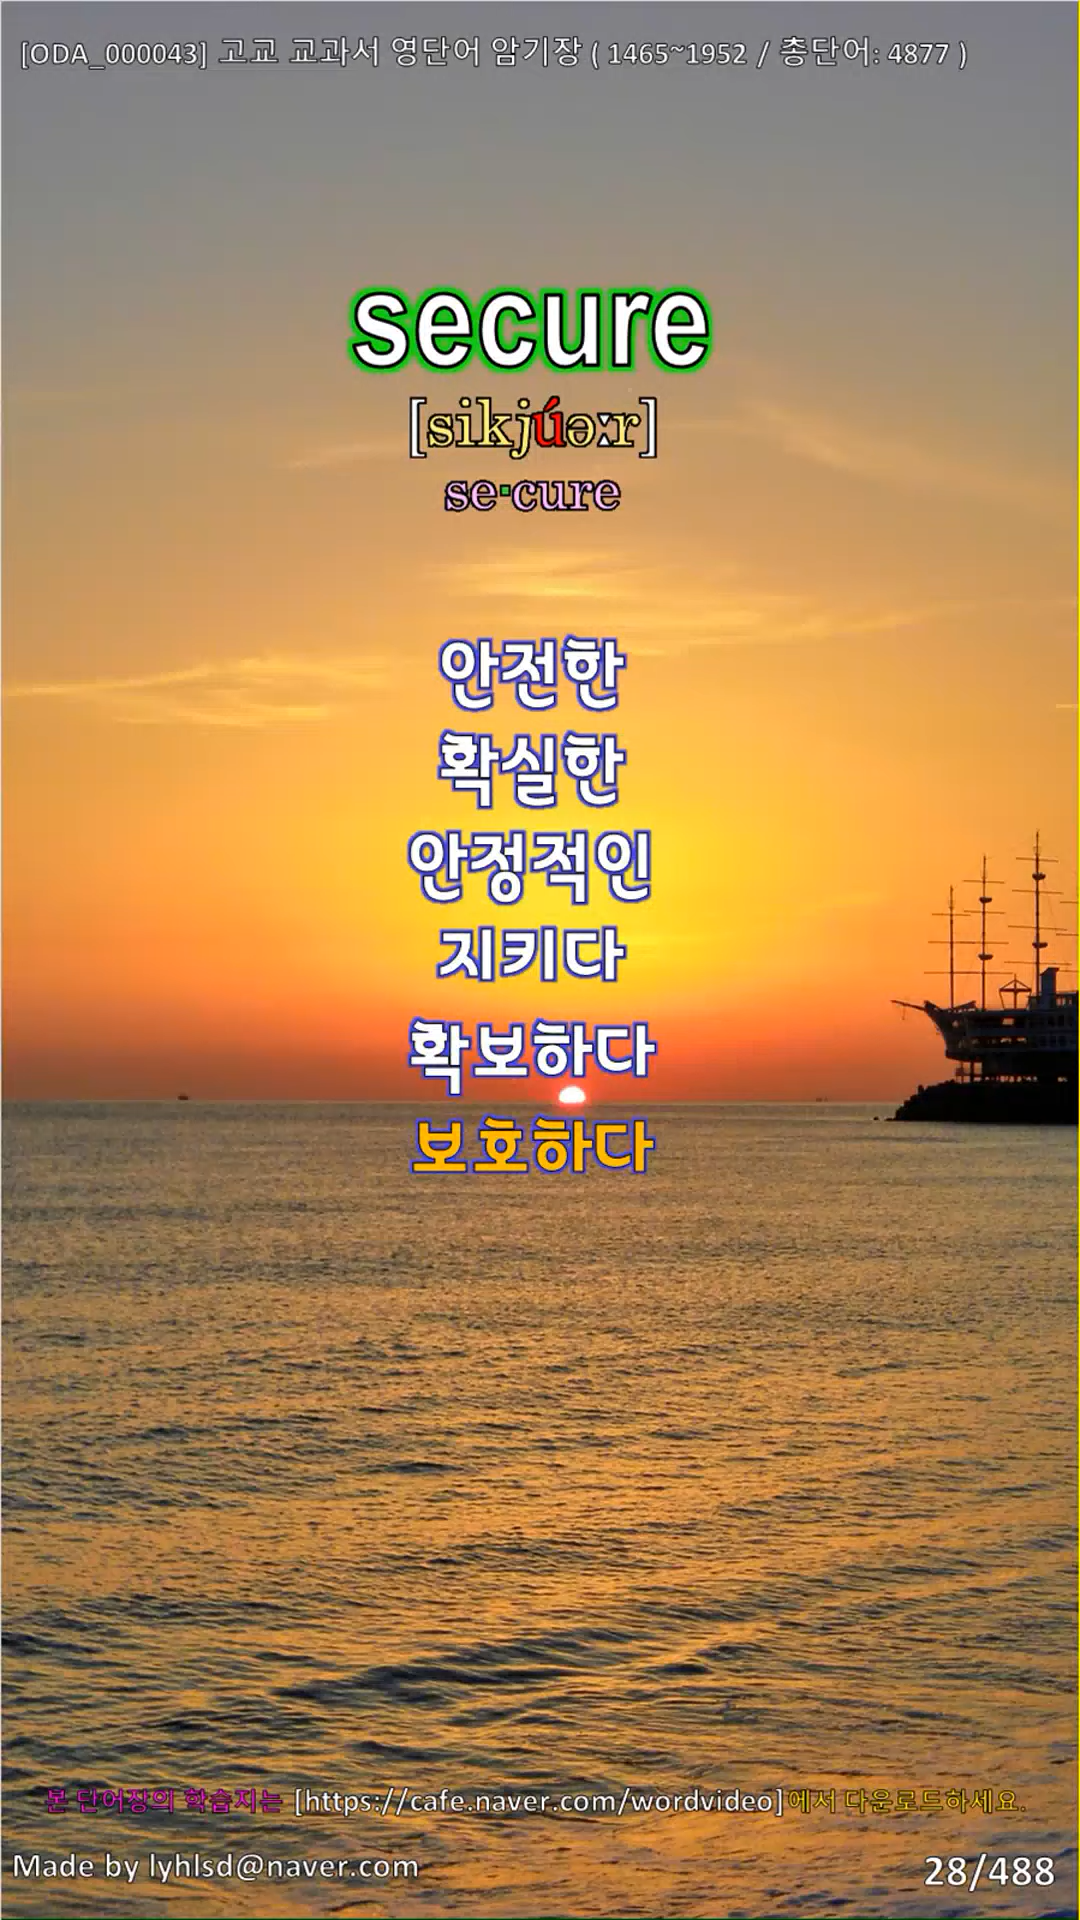 [ODA_000043] 고교 교과서 영단어 암기장 ( 1465~1952 / 총단어: 4877 )
secure
[sikjúəːr]
se·cure
안전한
확실한
안정적인
지키다
확보하다
보호하다
본 단어장의 학습지는 [https://cafe.naver.com/wordvideo]에서 다운로드하세요.
Made by lyhlsd@naver.com
28/488